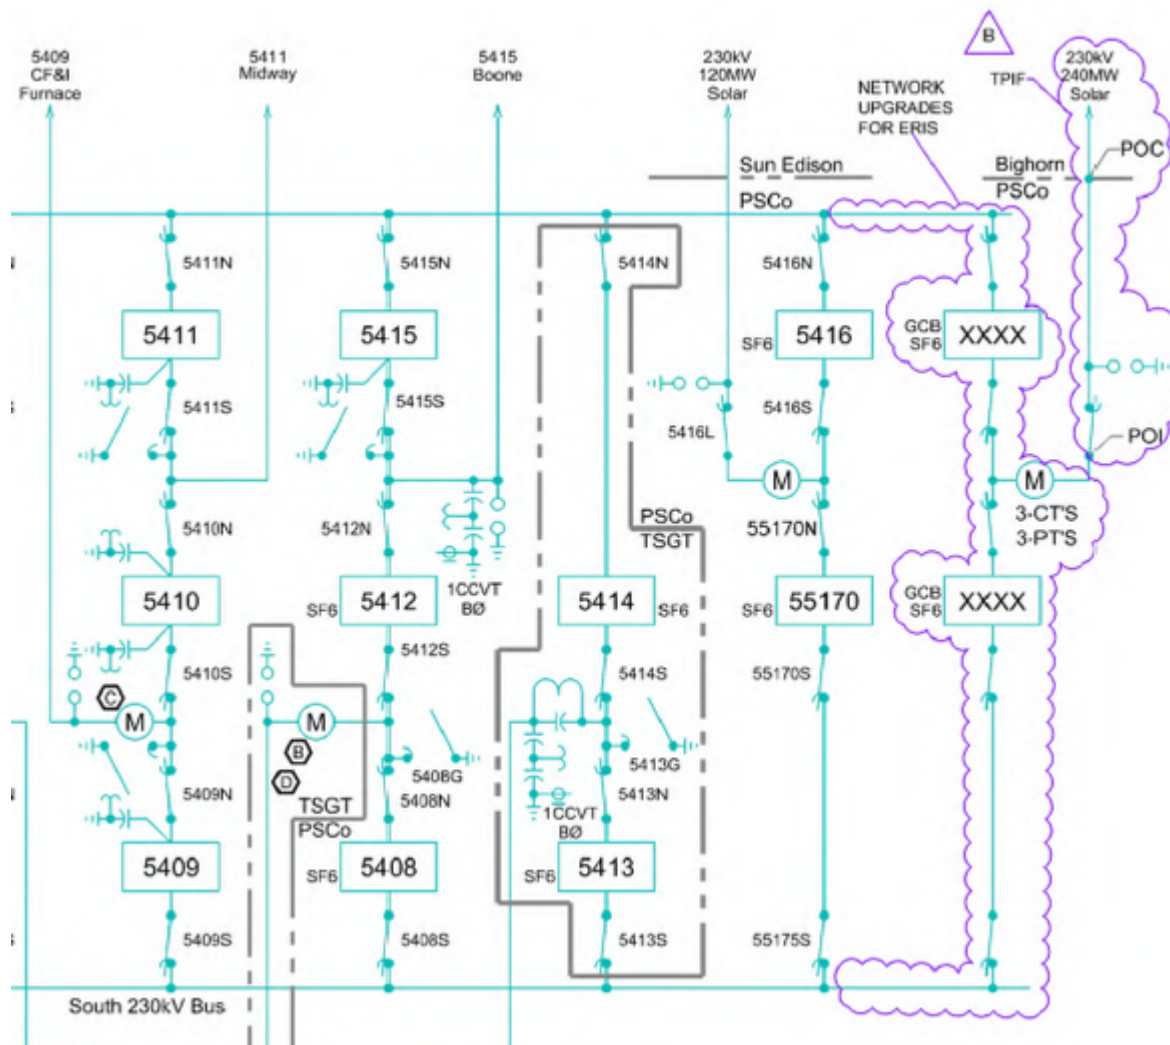 5409
CF&I
Furnace
5411
Midway
5415
Boone
230kV
120MW
Solar
NETWORK
UPGRADES
FOR ERIS
B
TPIF
230kV
240MW
Solar
POC
Sun Edison
PSCo
Bighorn
PSCo
5411N
5415N
5414N
5416N
5411
5415
SF6
5416
GCB
SF6
XXXX
5411S
5415S
5416L
5416S
POI
M
M
3-CT'S
3-PT'S
5410N
5412N
PSCo
TSGT
55170N
1CCVT
BØ
5410
SF6
5412
5414
SF6
SF6
55170
GCB
SF6
XXXX
5410S
5412S
5414S
55170S
C
M
M
B
D
5408G
5413G
5409N
TSGT
PSCo
5408N
5413N
1CCVT
BØ
5409
SF6
5408
SF6
5413
5409S
5408S
5413S
55175S
South 230kV Bus